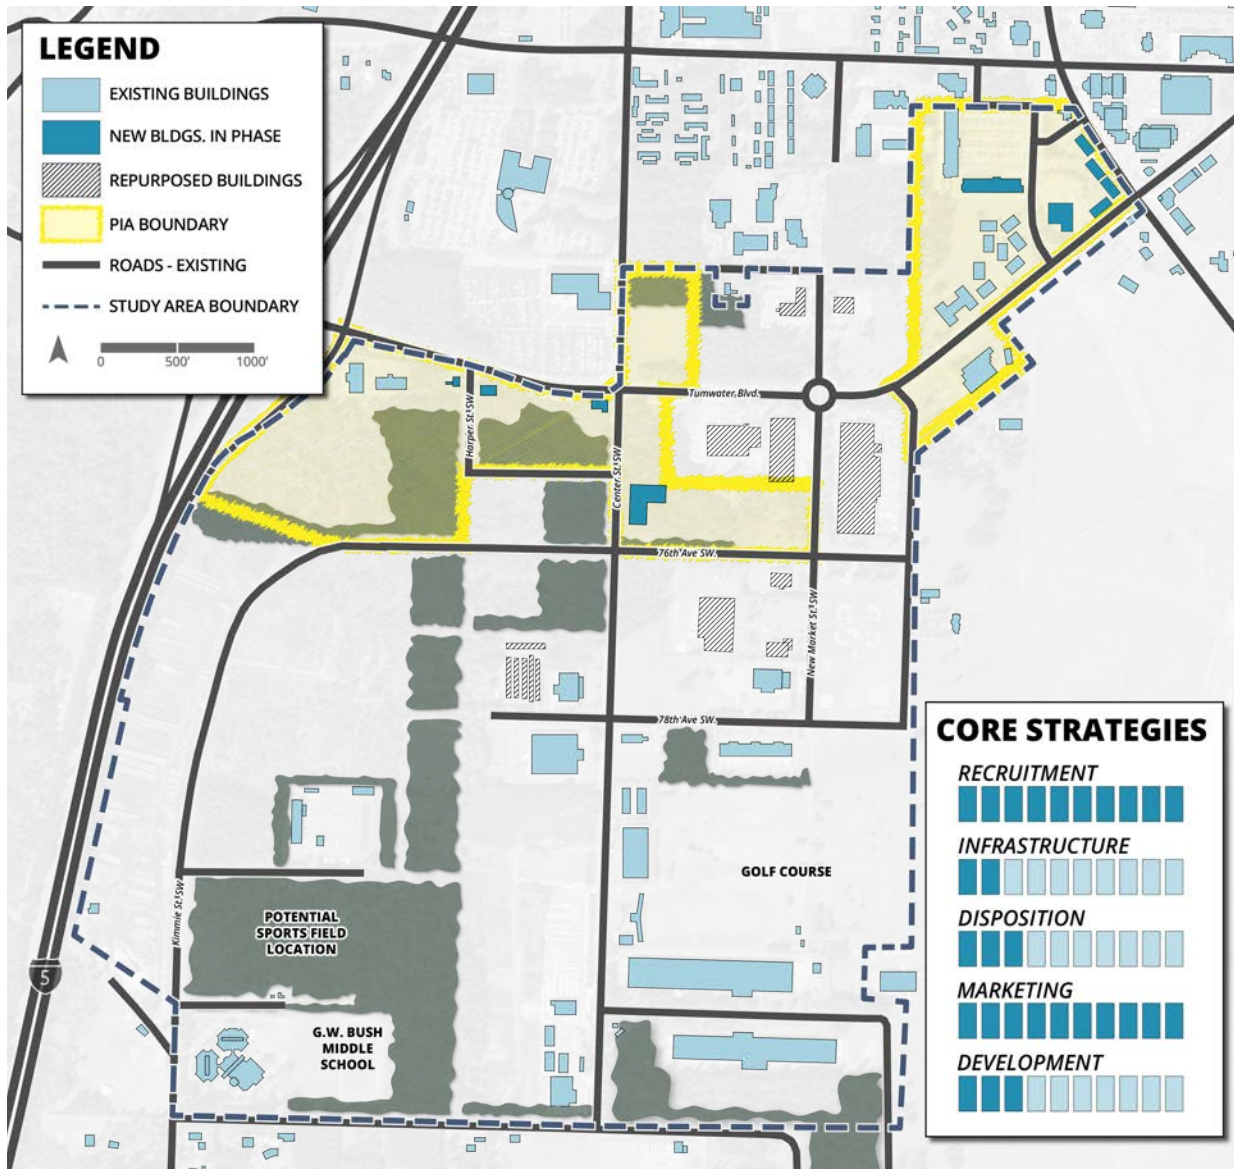 LEGEND
EXISTING BUILDINGS
NEW BLDGS. IN PHASE
REPURPOSED BUILDINGS
PIA BOUNDARY
ROADS - EXISTING
STUDY AREA BOUNDARY
0 500' 1000'
Tumwater Blvd.
Harper St. SW
Center St. SW
76th Ave SW.
New Market St. SW
78th Ave SW.
GOLF COURSE
POTENTIAL
SPORTS FIELD
LOCATION
Kimmie St. SW
5
G.W. BUSH
MIDDLE
SCHOOL
CORE STRATEGIES
RECRUITMENT
INFRASTRUCTURE
DISPOSITION
MARKETING
DEVELOPMENT